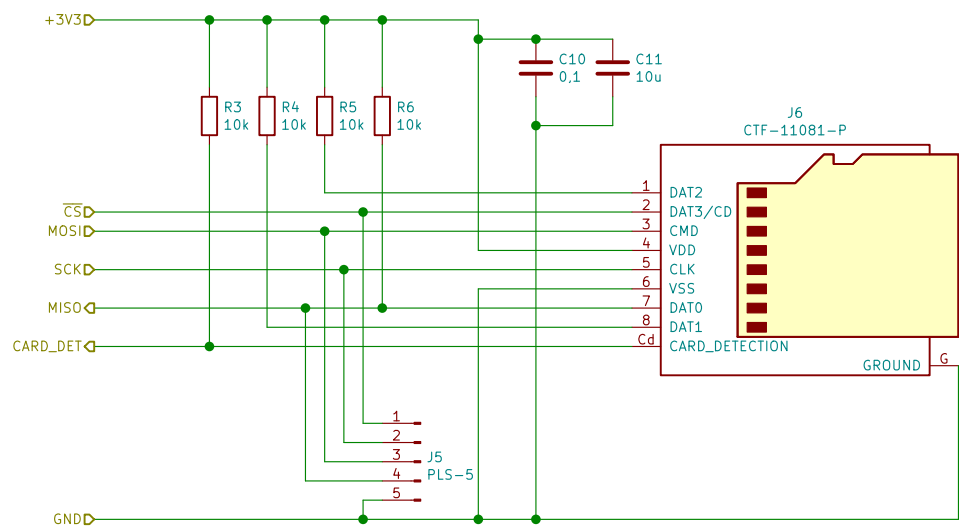 +3V3
R3
10k
R4
10k
R5
10k
R6
10k
C10
0,1
C11
10u
J6
CTF-11081-P
CS
MOSI
SCK
MISO
CARD_DET
1
DAT2
2
DAT3/CD
3
CMD
4
VDD
5
CLK
6
VSS
7
DAT0
8
DAT1
Cd
CARD_DETECTION
GROUND
G
1
2
3
4
5
J5
PLS-5
GND